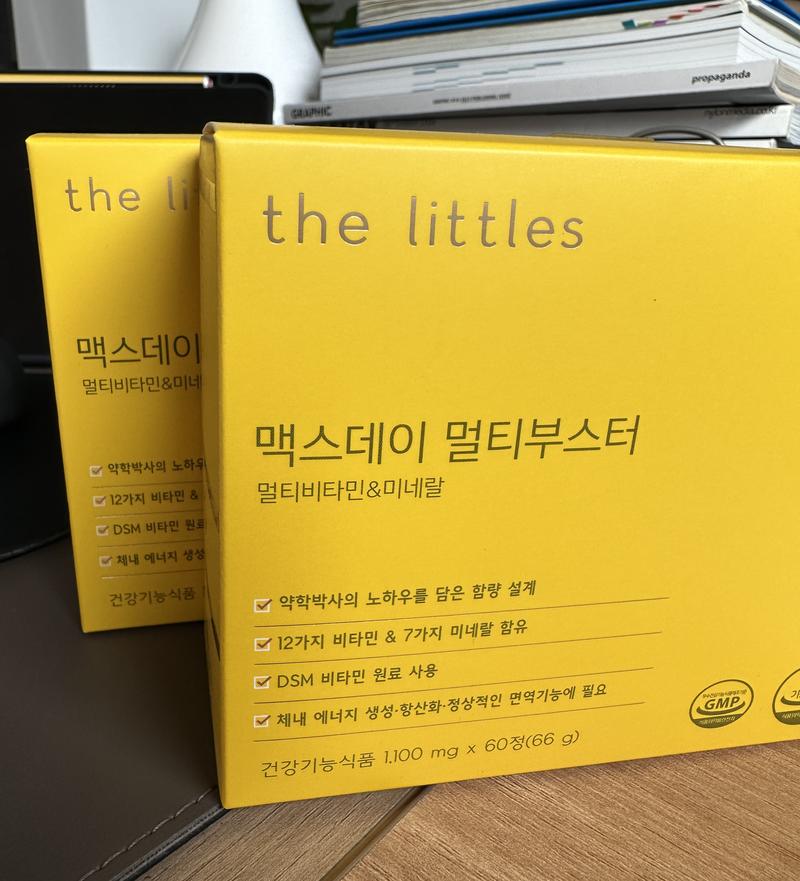 propaganda
GRAPHIC
the li
맥스데이
멀티비타민&미네
약학박사의 노하우
12가지 비타민 &
DSM 비타민 원료
체내 에너지 생성
건강기능식품
the littles
맥스데이 멀티부스터
멀티비타민&미네랄
약학박사의 노하우를 담은 함량 설계
12가지 비타민 & 7가지 미네랄 함유
DSM 비타민 원료 사용
체내 에너지 생성·항산화·정상적인 면역기능에 필요
건강기능식품 1,100 mg x 60정(66 g)
GMP